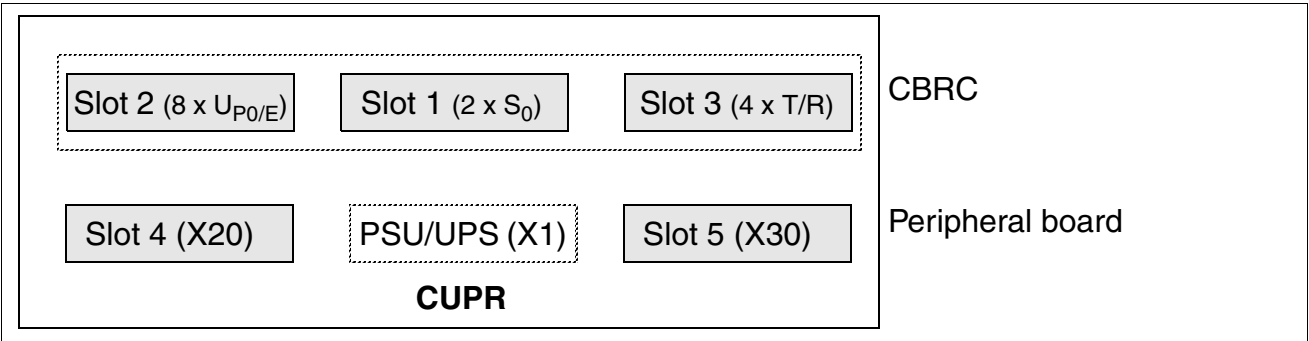 Slot 2 (8 x UP0/E) Slot 1 (2 x S0) Slot 3 (4 x T/R) CBRC
Slot 4 (X20) PSU/UPS (X1) Slot 5 (X30) Peripheral board
CUPR